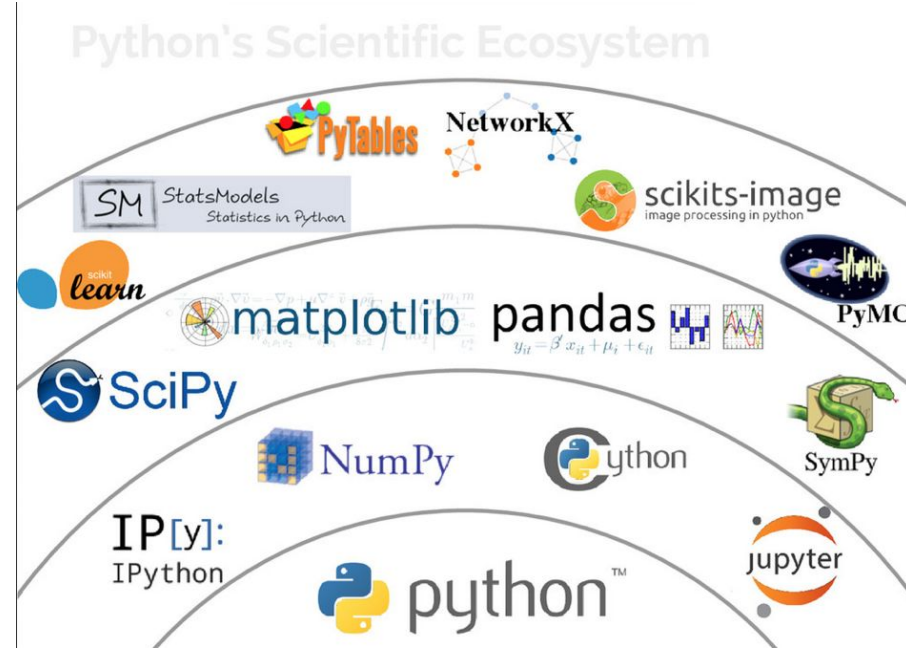 Python's Scientific Ecosystem
PyTables
NetworkX
SM
StatsModels
Statistics in Python
scikits-image
image processing in python
scikit
learn
matplotlib
pandas
PyMC
SciPy
NumPy
Cython
SymPy
IP[y]:
IPython
jupyter
python™